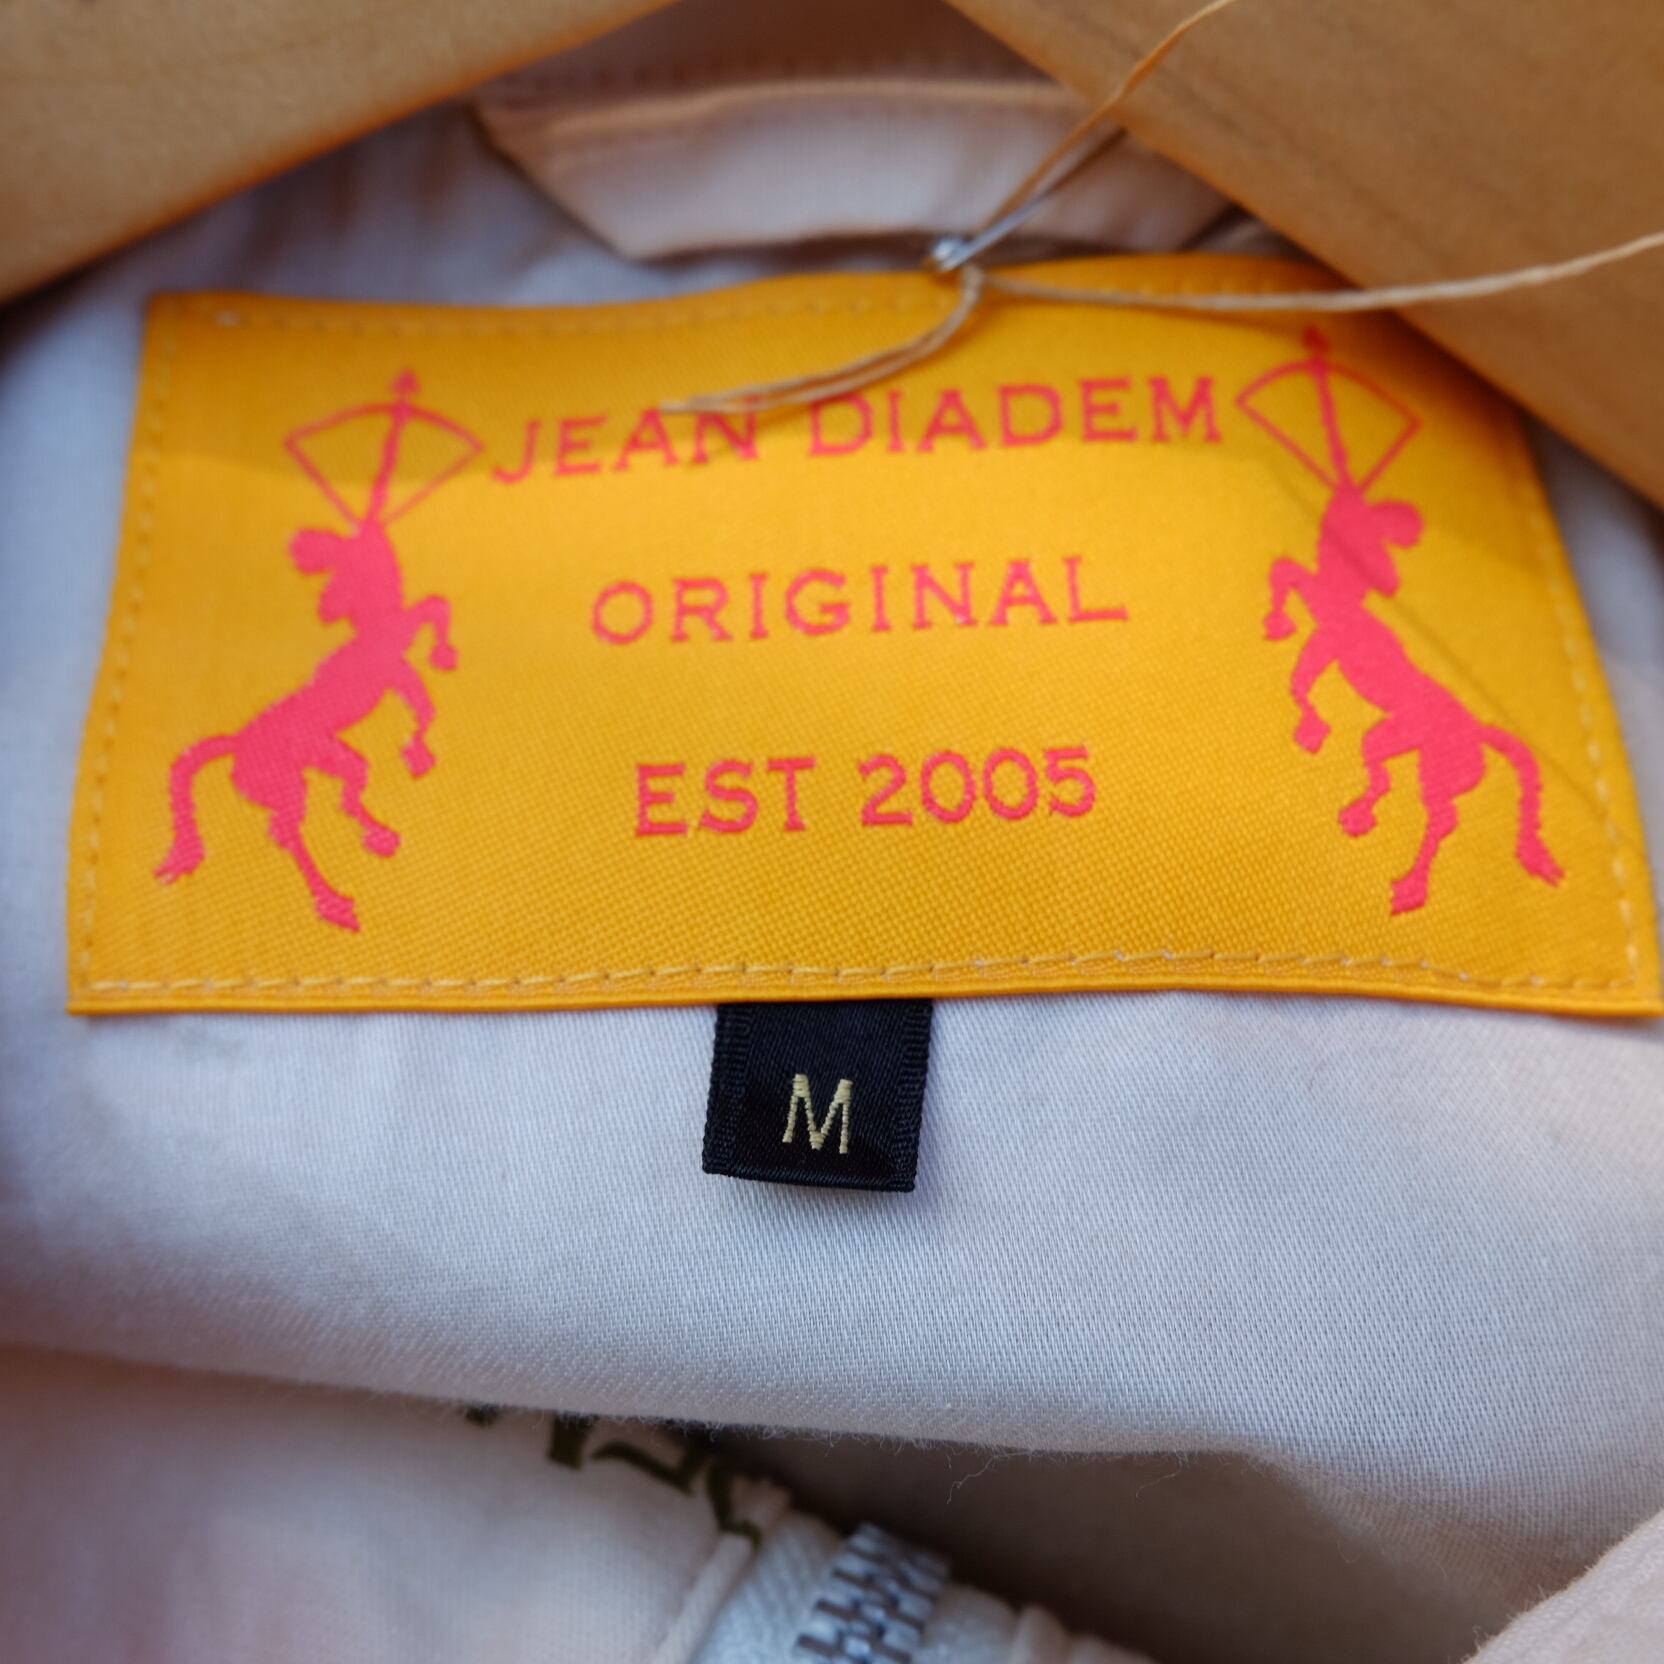 JEAN DIADEM
ORIGINAL
EST 2005
M